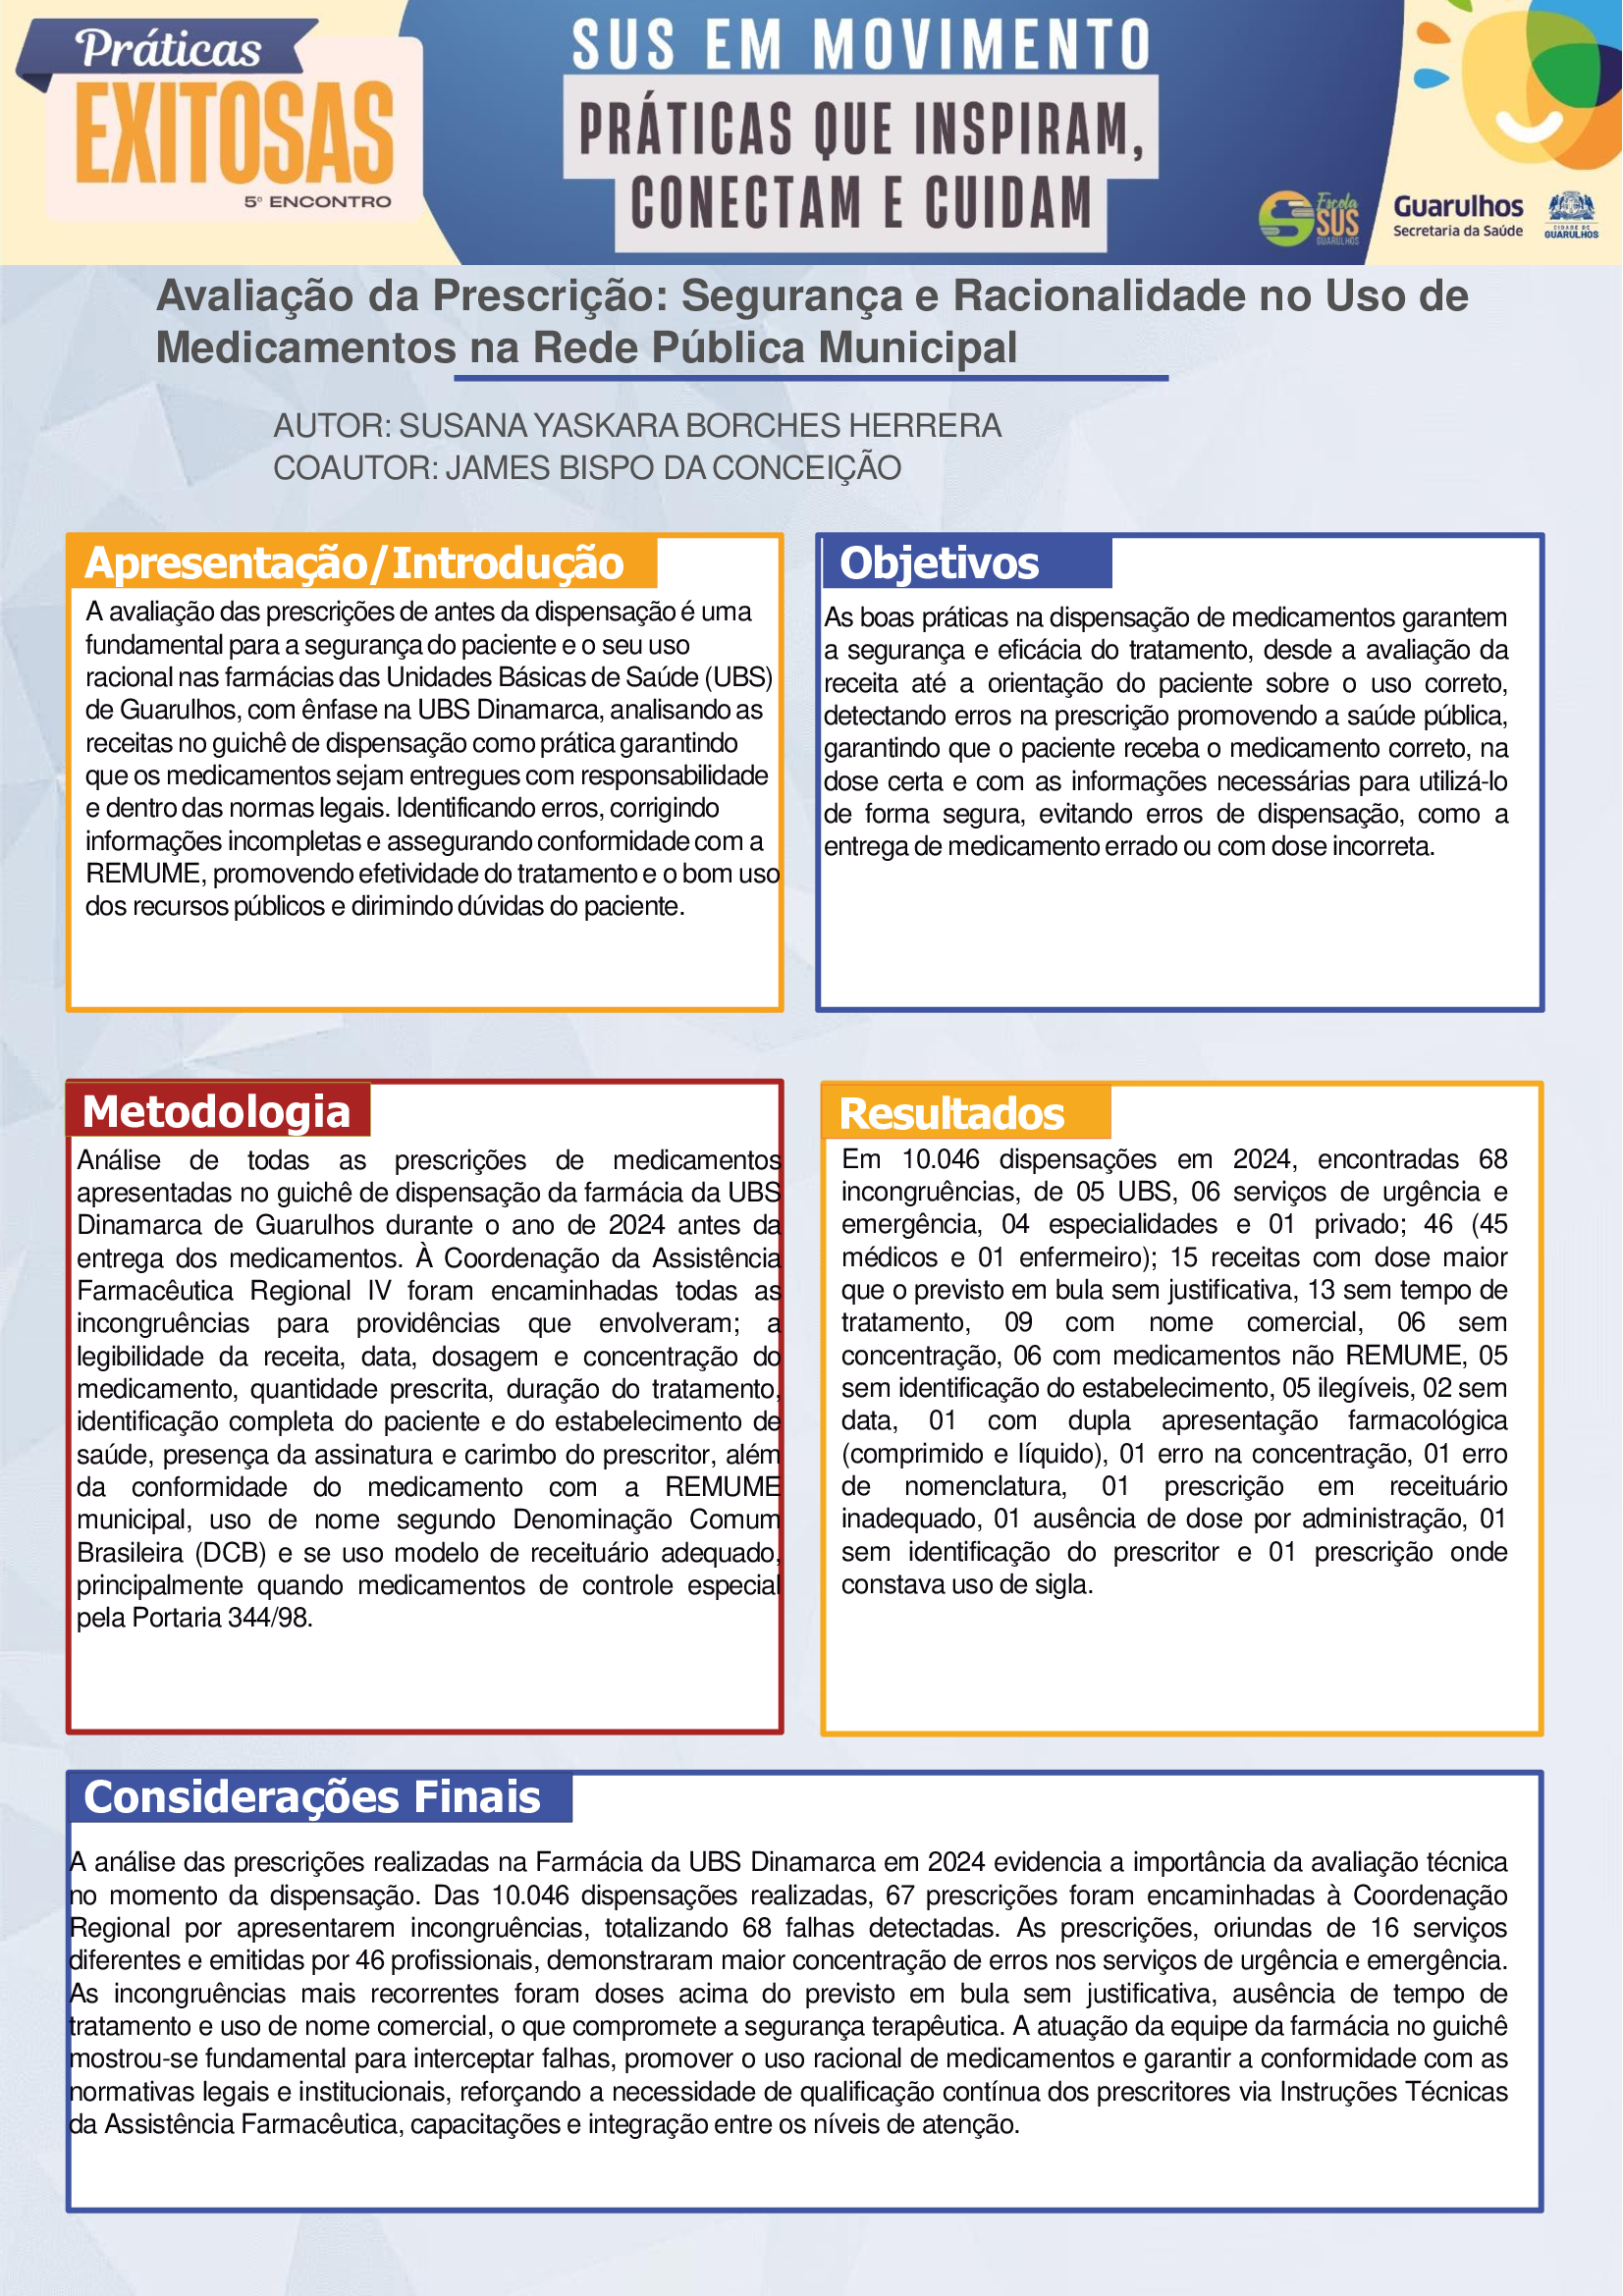 Práticas
EXITOSAS
5º ENCONTRO
SUS EM MOVIMENTO
PRÁTICAS QUE INSPIRAM,
CONECTAM E CUIDAM
Escola
SUS
GUARULHOS
Guarulhos
Secretaria da Saúde
CIDADE DE
GUARULHOS
Avaliação da Prescrição: Segurança e Racionalidade no Uso de
Medicamentos na Rede Pública Municipal
AUTOR: SUSANA YASKARA BORCHES HERRERA
COAUTOR: JAMES BISPO DA CONCEIÇÃO
Apresentação/Introdução
A avaliação das prescrições de antes da dispensação é uma
fundamental para a segurança do paciente e o seu uso
racional nas farmácias das Unidades Básicas de Saúde (UBS)
de Guarulhos, com ênfase na UBS Dinamarca, analisando as
receitas no guichê de dispensação como prática garantindo
que os medicamentos sejam entregues com responsabilidade
e dentro das normas legais. Identificando erros, corrigindo
informações incompletas e assegurando conformidade com a
REMUME, promovendo efetividade do tratamento e o bom uso
dos recursos públicos e dirimindo dúvidas do paciente.
Objetivos
As boas práticas na dispensação de medicamentos garantem
a segurança e eficácia do tratamento, desde a avaliação da
receita até a orientação do paciente sobre o uso correto,
detectando erros na prescrição promovendo a saúde pública,
garantindo que o paciente receba o medicamento correto, na
dose certa e com as informações necessárias para utilizá-lo
de forma segura, evitando erros de dispensação, como a
entrega de medicamento errado ou com dose incorreta.
Metodologia
Análise de todas as prescrições de medicamentos
apresentadas no guichê de dispensação da farmácia da UBS
Dinamarca de Guarulhos durante o ano de 2024 antes da
entrega dos medicamentos. À Coordenação da Assistência
Farmacêutica Regional IV foram encaminhadas todas as
incongruências para providências que envolveram; a
legibilidade da receita, data, dosagem e concentração do
medicamento, quantidade prescrita, duração do tratamento,
identificação completa do paciente e do estabelecimento de
saúde, presença da assinatura e carimbo do prescritor, além
da conformidade do medicamento com a REMUME
municipal, uso de nome segundo Denominação Comum
Brasileira (DCB) e se uso modelo de receituário adequado,
principalmente quando medicamentos de controle especial
pela Portaria 344/98.
Resultados
Em 10.046 dispensações em 2024, encontradas 68
incongruências, de 05 UBS, 06 serviços de urgência e
emergência, 04 especialidades e 01 privado; 46 (45
médicos e 01 enfermeiro); 15 receitas com dose maior
que o previsto em bula sem justificativa, 13 sem tempo de
tratamento, 09 com nome comercial, 06 sem
concentração, 06 com medicamentos não REMUME, 05
sem identificação do estabelecimento, 05 ilegíveis, 02 sem
data, 01 com dupla apresentação farmacológica
(comprimido e líquido), 01 erro na concentração, 01 erro
de nomenclatura, 01 prescrição em receituário
inadequado, 01 ausência de dose por administração, 01
sem identificação do prescritor e 01 prescrição onde
constava uso de sigla.
Considerações Finais
A análise das prescrições realizadas na Farmácia da UBS Dinamarca em 2024 evidencia a importância da avaliação técnica
no momento da dispensação. Das 10.046 dispensações realizadas, 67 prescrições foram encaminhadas à Coordenação
Regional por apresentarem incongruências, totalizando 68 falhas detectadas. As prescrições, oriundas de 16 serviços
diferentes e emitidas por 46 profissionais, demonstraram maior concentração de erros nos serviços de urgência e emergência.
As incongruências mais recorrentes foram doses acima do previsto em bula sem justificativa, ausência de tempo de
tratamento e uso de nome comercial, o que compromete a segurança terapêutica. A atuação da equipe da farmácia no guichê
mostrou-se fundamental para interceptar falhas, promover o uso racional de medicamentos e garantir a conformidade com as
normativas legais e institucionais, reforçando a necessidade de qualificação contínua dos prescritores via Instruções Técnicas
da Assistência Farmacêutica, capacitações e integração entre os níveis de atenção.